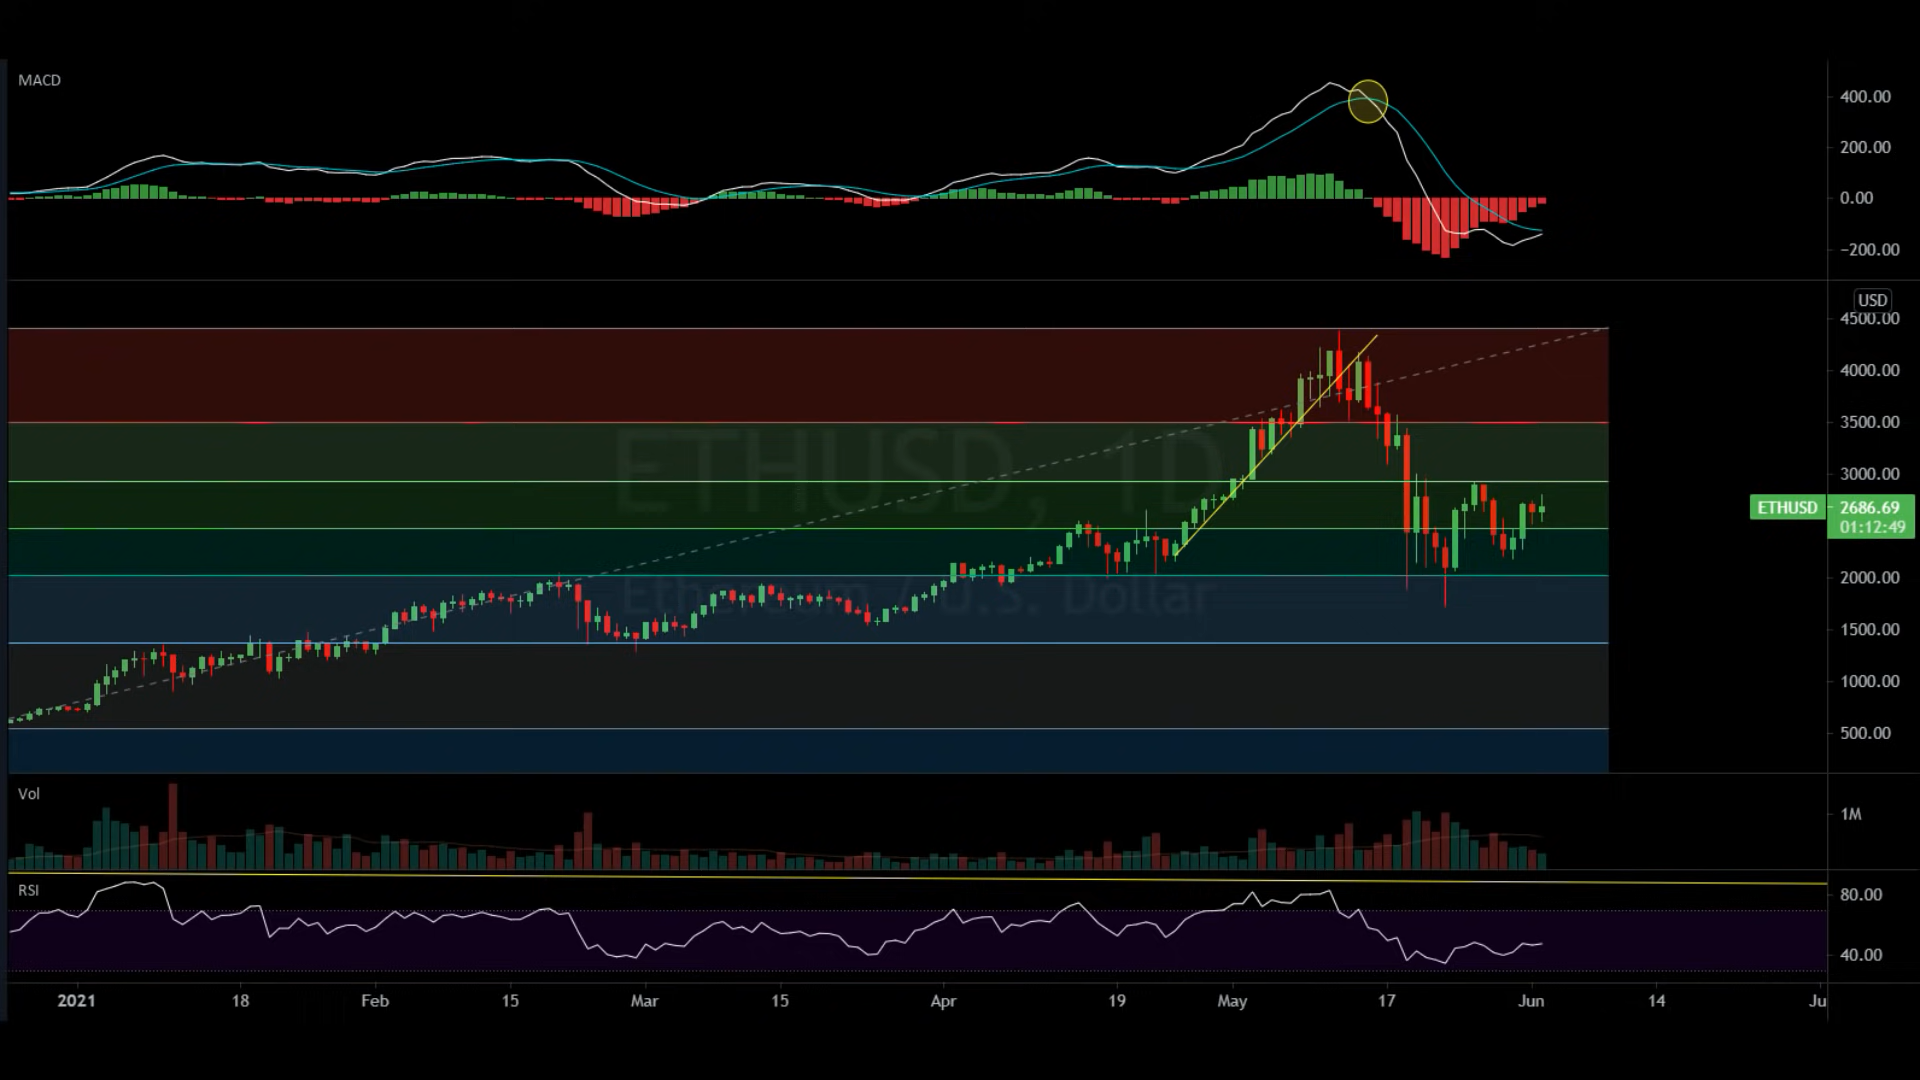 MACD
400.00
200.00
0.00
−200.00
USD
4500.00
4000.00
3500.00
3000.00
ETHUSD 2686.69
01:12:49
2000.00
1500.00
1000.00
500.00
ETHUSD, 1D
Ethereum / U.S. Dollar
Vol
1M
RSI
80.00
40.00
2021 18 Feb 15 Mar 15 Apr 19 May 17 Jun 14 Ju